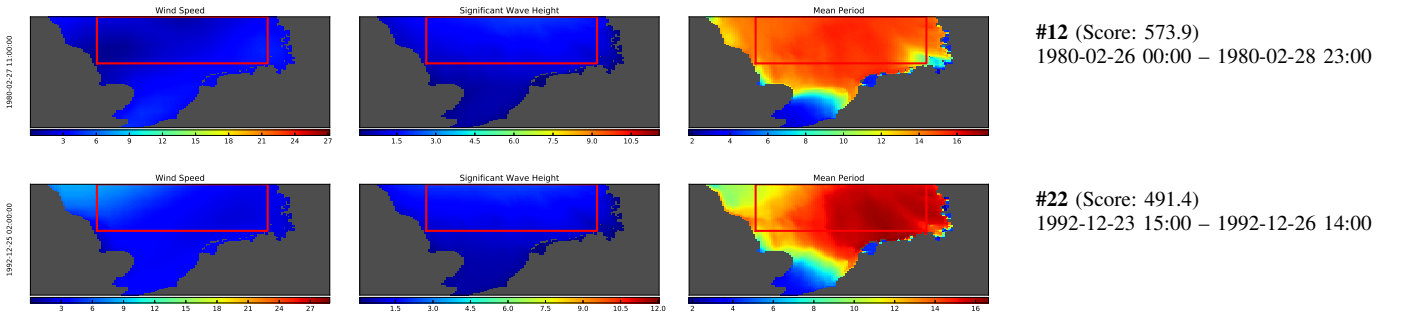 Wind Speed
Significant Wave Height
Mean Period
1980-02-27 11:00:00
3 6 9 12 15 18 21 24 27
1.5 3.0 4.5 6.0 7.5 9.0 10.5
2 4 6 8 10 12 14 16
#12 (Score: 573.9)
1980-02-26 00:00 – 1980-02-28 23:00
Wind Speed
Significant Wave Height
Mean Period
1992-12-25 02:00:00
3 6 9 12 15 18 21 24 27
1.5 3.0 4.5 6.0 7.5 9.0 10.5 12.0
2 4 6 8 10 12 14 16
#22 (Score: 491.4)
1992-12-23 15:00 – 1992-12-26 14:00